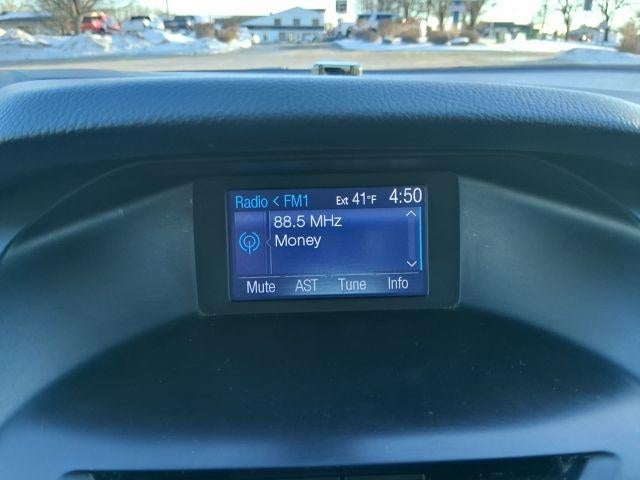 Radio < FM1 Ext 41°F 4:50
88.5 MHz
Money
Mute AST Tune Info